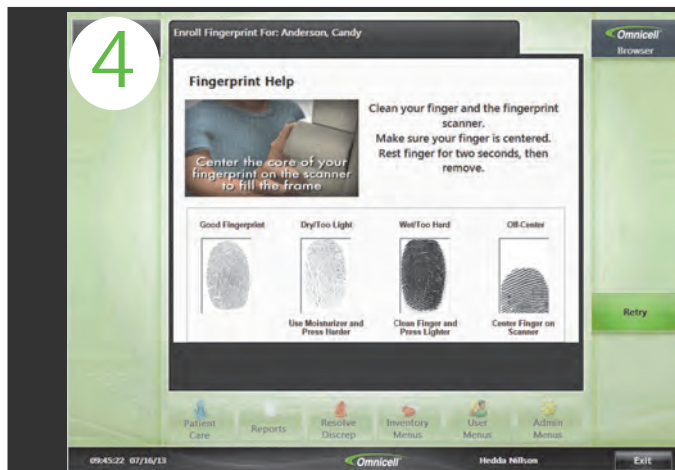 4
Enroll Fingerprint For: Anderson, Candy
Omnicell
Browser
Fingerprint Help
Center the core of your
fingerprint on the scanner
to fill the frame
Clean your finger and the fingerprint
scanner.
Make sure your finger is centered.
Rest finger for two seconds, then
remove.
Good Fingerprint
Dry/Too Light
Wet/Too Hard
Off-Center
Use Moisturizer and
Press Harder
Clean Finger and
Press Lighter
Center Finger on
Scanner
Retry
Patient
Care
Reports
Resolve
Discrep
Inventory
Menus
User
Menus
Admin
Menus
09:45:22 07/16/13
Omnicell
Hedda Nillson
Exit